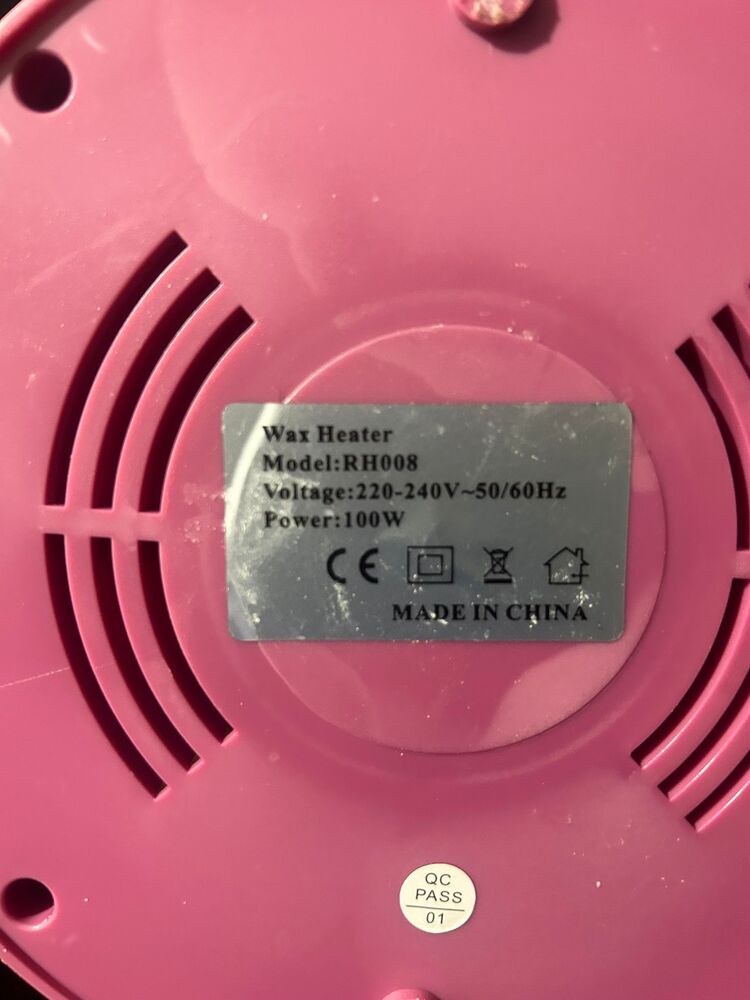 Wax Heater
Model:RH008
Voltage:220-240V~50/60Hz
Power:100W
CE
MADE IN CHINA
QC
PASS
01